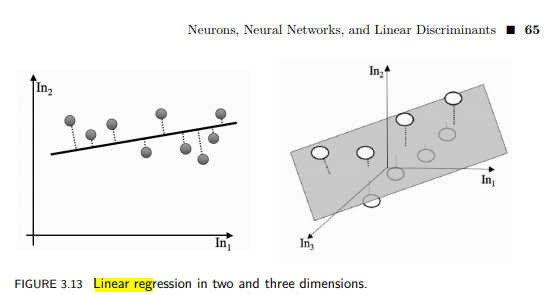 Neurons, Neural Networks, and Linear Discriminants ■ 65
In₂
In₁
In₂
In₁
In₃
FIGURE 3.13 Linear regression in two and three dimensions.